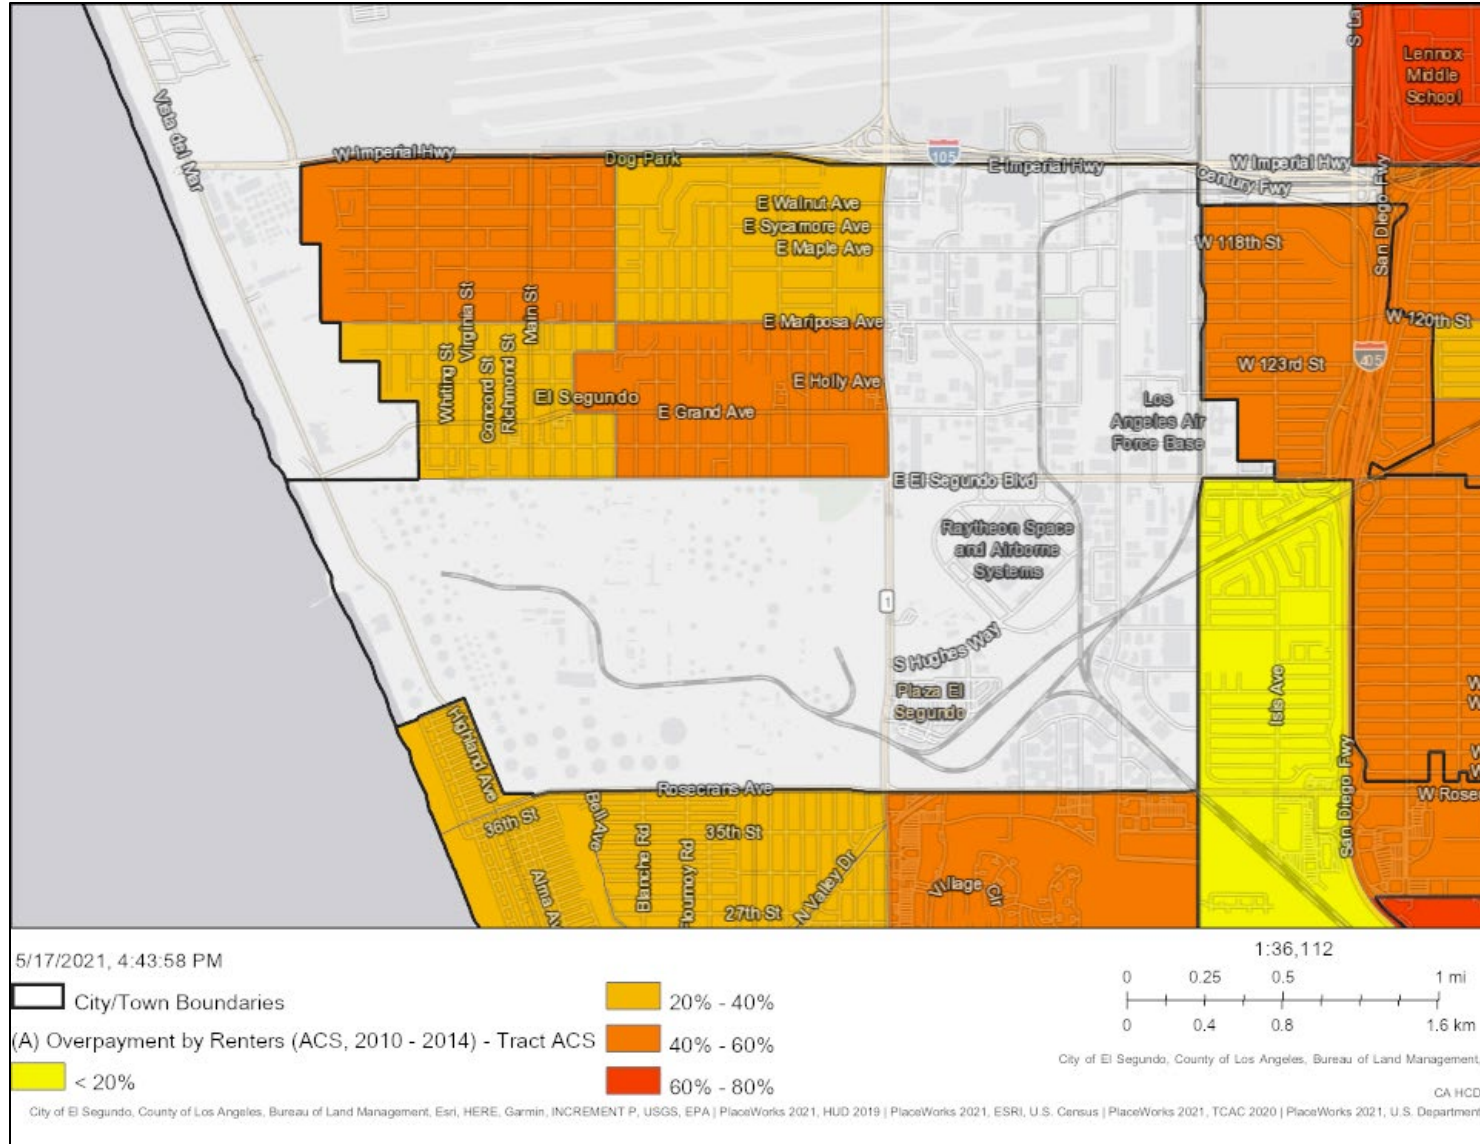 S La
Lennox
Middle
School
Vista del Mar
W Imperial Hwy
Dog Park
105
E Imperial Hwy
W Imperial Hwy
Century Fwy
San Diego Fwy
E Walnut Ave
E Sycamore Ave
E Maple Ave
W 118th St
Virginia St
Main St
E Mariposa Ave
W 120th St
Whiting St
Concord St
Richmond St
E Holly Ave
W 123rd St
405
El Segundo
E Grand Ave
Los
Angeles Air
Force Base
E El Segundo Blvd
Raytheon Space
and Airborne
Systems
1
S Hughes Way
Plaza El
Segundo
Isis Ave
W
W
Highland Ave
San Diego Fwy
W
W
Rosecrans Ave
W Rose
36th St
Bell Ave
Blanche Rd
Flournoy Rd
35th St
N Valley Dr
Village Cir
Alma Av
27th St
5/17/2021, 4:43:58 PM
City/Town Boundaries
(A) Overpayment by Renters (ACS, 2010 - 2014) - Tract ACS
< 20%
20% - 40%
40% - 60%
60% - 80%
1:36,112
0 0.25 0.5 1 mi
0 0.4 0.8 1.6 km
City of El Segundo, County of Los Angeles, Bureau of Land Management,
CA HCD
City of El Segundo, County of Los Angeles, Bureau of Land Management, Esri, HERE, Garmin, INCREMENT P, USGS, EPA | PlaceWorks 2021, HUD 2019 | PlaceWorks 2021, ESRI, U.S. Census | PlaceWorks 2021, TCAC 2020 | PlaceWorks 2021, U.S. Department